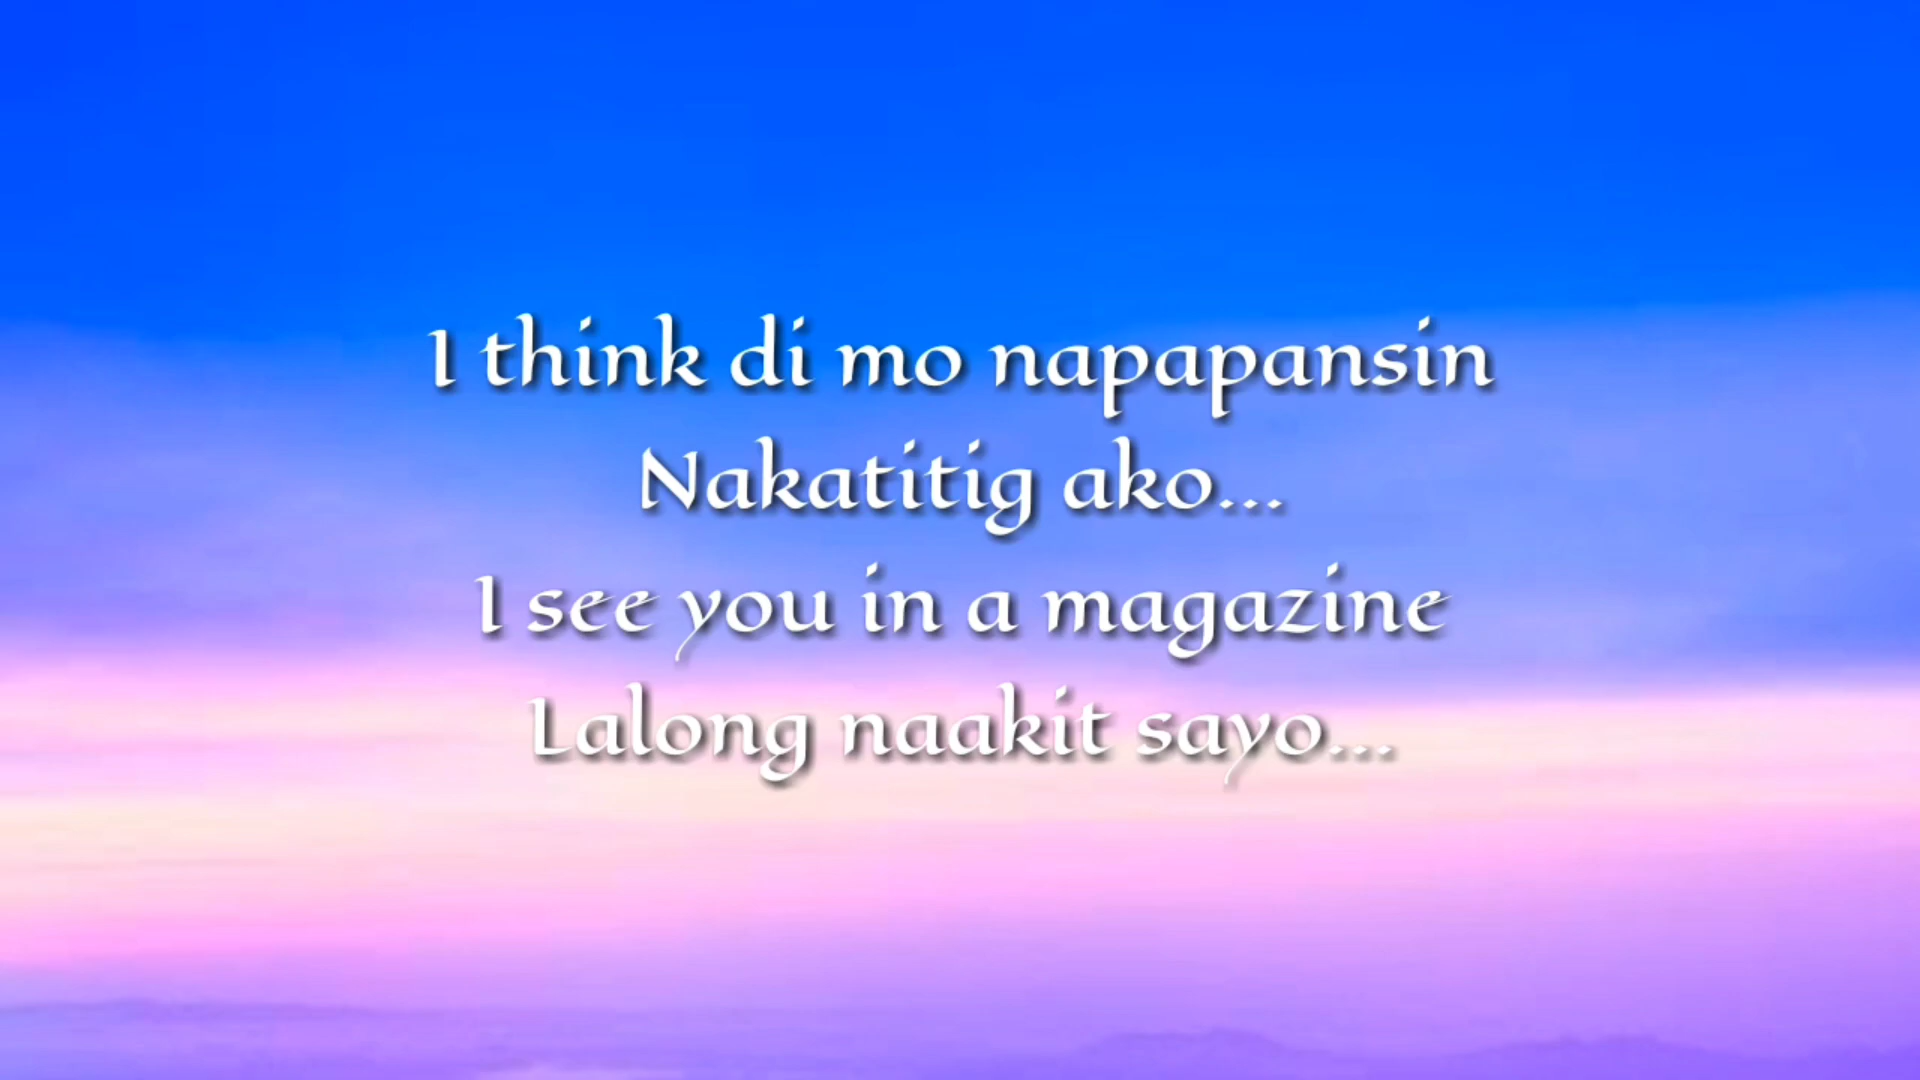 I think di mo napapansin
Nakatitig ako...
I see you in a magazine
Lalong naakit sayo...